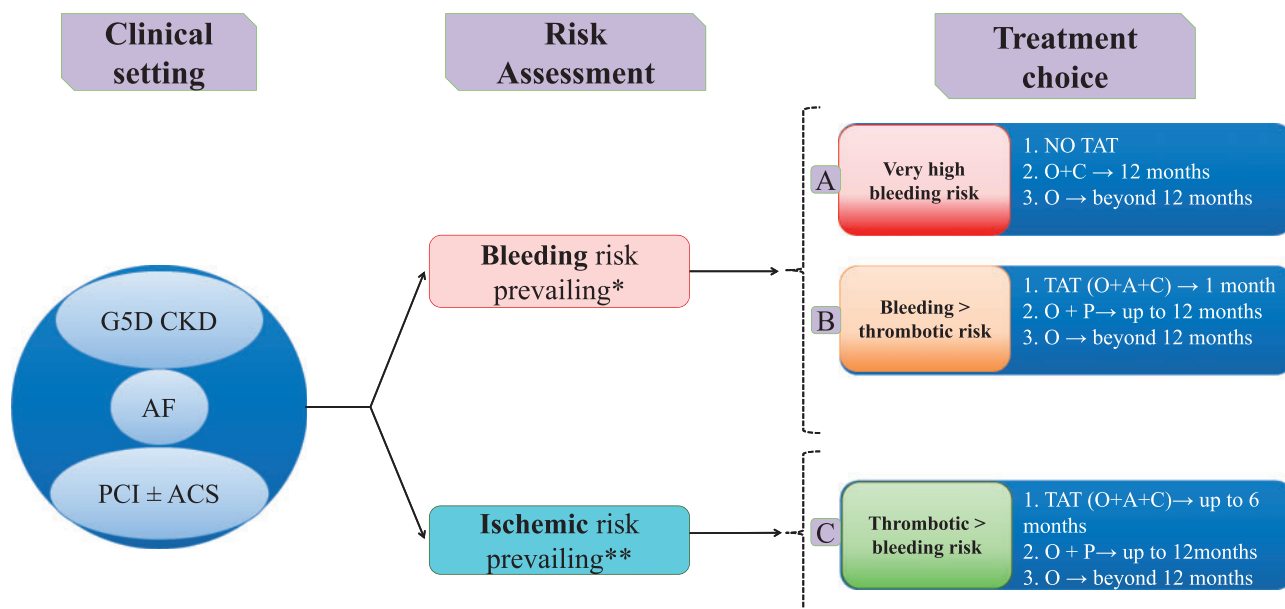 Clinical
setting
Risk
Assessment
Treatment
choice
G5D CKD
AF
PCI ± ACS
Bleeding risk
prevailing*
Ischemic risk
prevailing**
A
Very high
bleeding risk
1. NO TAT
2. O+C → 12 months
3. O → beyond 12 months
B
Bleeding >
thrombotic risk
1. TAT (O+A+C) → 1 month
2. O + P→ up to 12 months
3. O → beyond 12 months
C
Thrombotic >
bleeding risk
1. TAT (O+A+C)→ up to 6
months
2. O + P→ up to 12months
3. O → beyond 12 months